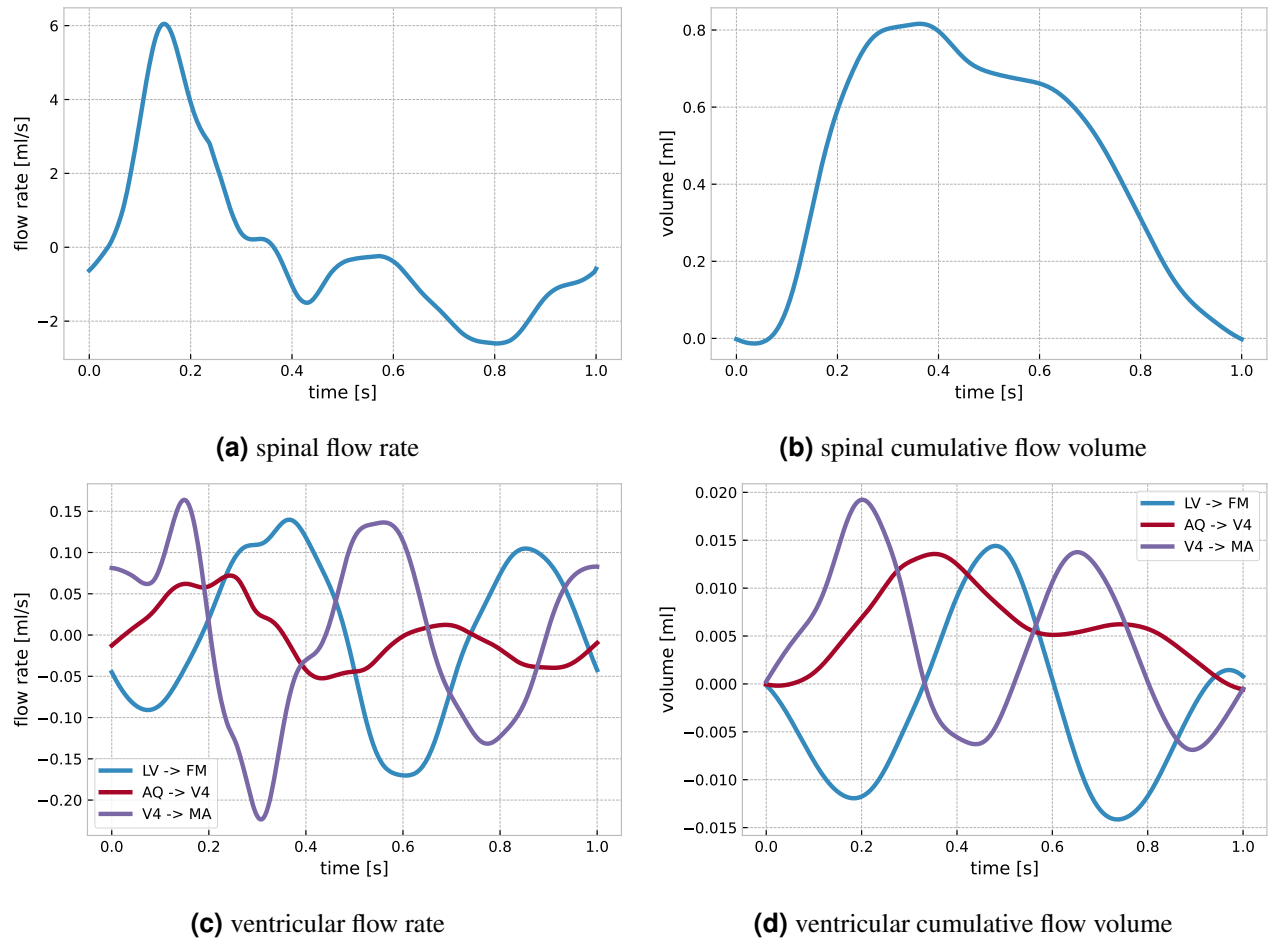 6
4
2
0
−2
flow rate [ml/s]
0.0 0.2 0.4 0.6 0.8 1.0
time [s]
(a) spinal flow rate
0.8
0.6
0.4
0.2
0.0
volume [ml]
0.0 0.2 0.4 0.6 0.8 1.0
time [s]
(b) spinal cumulative flow volume
0.15
0.10
0.05
0.00
−0.05
−0.10
−0.15
−0.20
flow rate [ml/s]
LV -> FM
AQ -> V4
V4 -> MA
0.0 0.2 0.4 0.6 0.8 1.0
time [s]
(c) ventricular flow rate
0.020
0.015
0.010
0.005
0.000
−0.005
−0.010
−0.015
volume [ml]
LV -> FM
AQ -> V4
V4 -> MA
0.0 0.2 0.4 0.6 0.8 1.0
time [s]
(d) ventricular cumulative flow volume